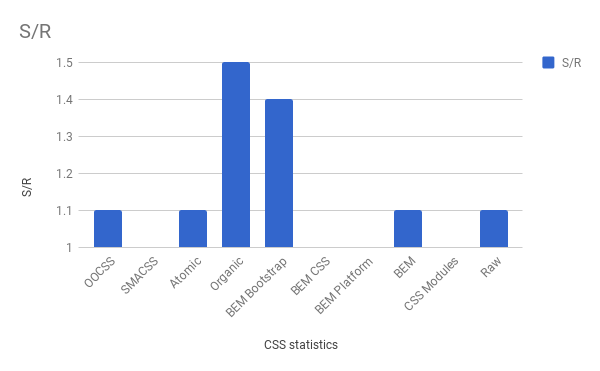 S/R
S/R
S/R
1.5
1.4
1.3
1.2
1.1
1
OOCSS
SMACSS
Atomic
Organic
BEM Bootstrap
BEM CSS
BEM Platform
BEM
CSS Modules
Raw
CSS statistics